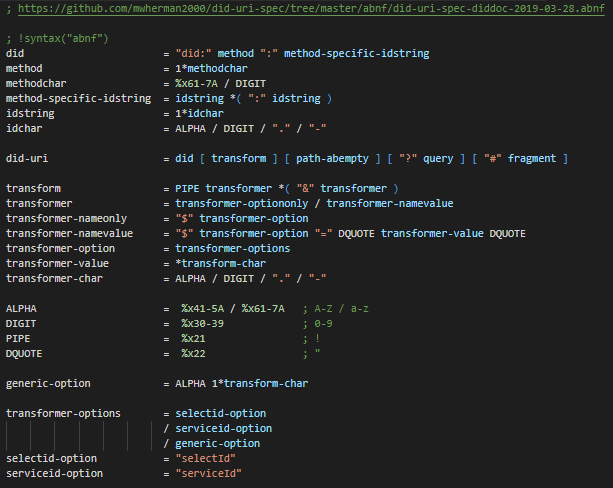 ; https://github.com/mwherman2000/did-uri-spec/tree/master/abnf/did-uri-spec-diddoc-2019-03-28.abnf
; !syntax("abnf")
did = "did:" method ":" method-specific-idstring
method = 1*methodchar
methodchar = %x61-7A / DIGIT
method-specific-idstring = idstring *( ":" idstring )
idstring = 1*idchar
idchar = ALPHA / DIGIT / "." / "-"
did-uri = did [ transform ] [ path-abempty ] [ "?" query ] [ "#" fragment ]
transform = PIPE transformer *( "&" transformer )
transformer = transformer-optiononly / transformer-namevalue
transformer-nameonly = "$" transformer-option
transformer-namevalue = "$" transformer-option "=" DQUOTE transformer-value DQUOTE
transformer-option = transformer-options
transformer-value = *transform-char
transformer-char = ALPHA / DIGIT / "." / "-"
ALPHA = %x41-5A / %x61-7A ; A-Z / a-z
DIGIT = %x30-39 ; 0-9
PIPE = %x21 ; !
DQUOTE = %x22 ; "
generic-option = ALPHA 1*transform-char
transformer-options = selectid-option
/ serviceid-option
/ generic-option
selectid-option = "selectId"
serviceid-option = "serviceId"